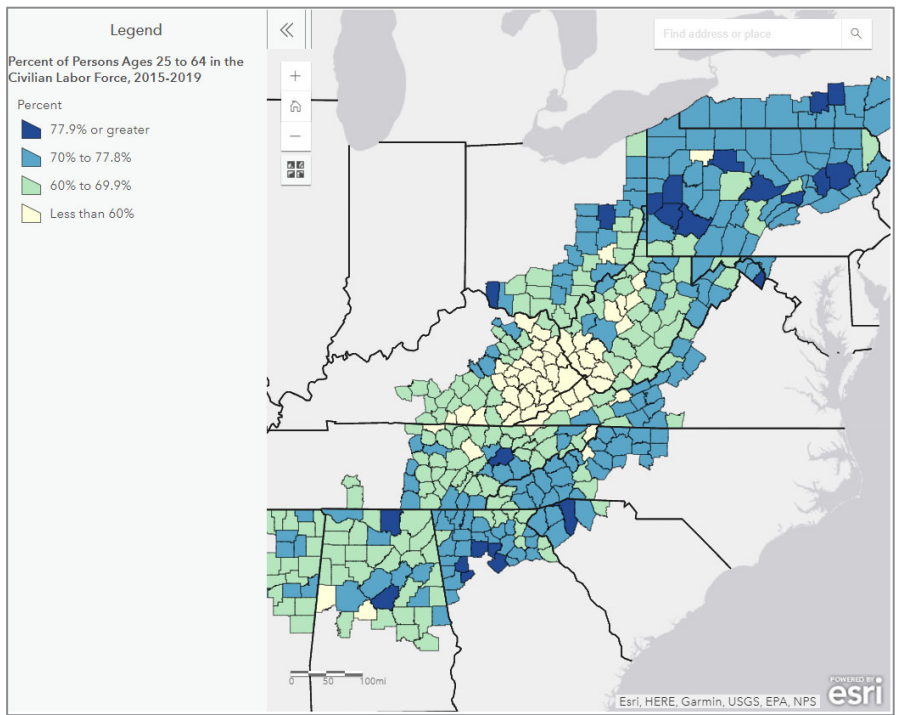 Legend
Percent of Persons Ages 25 to 64 in the
Civilian Labor Force, 2015-2019
Percent
77.9% or greater
70% to 77.8%
60% to 69.9%
Less than 60%
Find address or place
0 50 100mi
Esri, HERE, Garmin, USGS, EPA, NPS
POWERED BY
esri